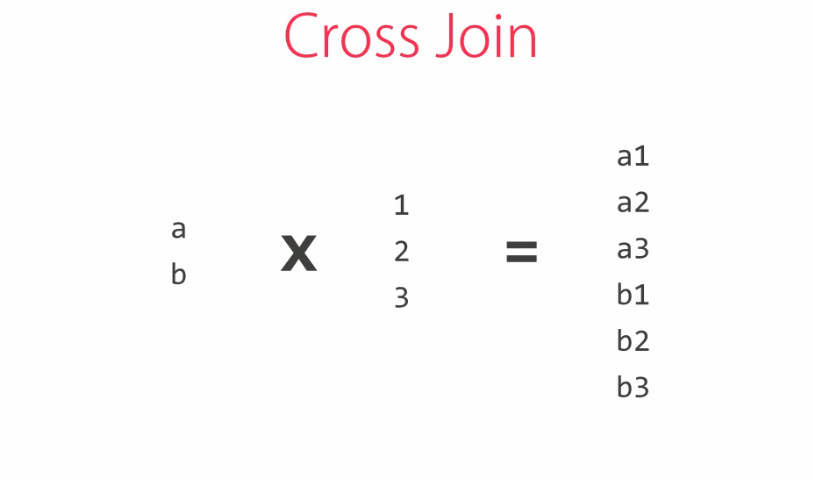 Cross Join
a
b
x
1
2
3
=
a1
a2
a3
b1
b2
b3